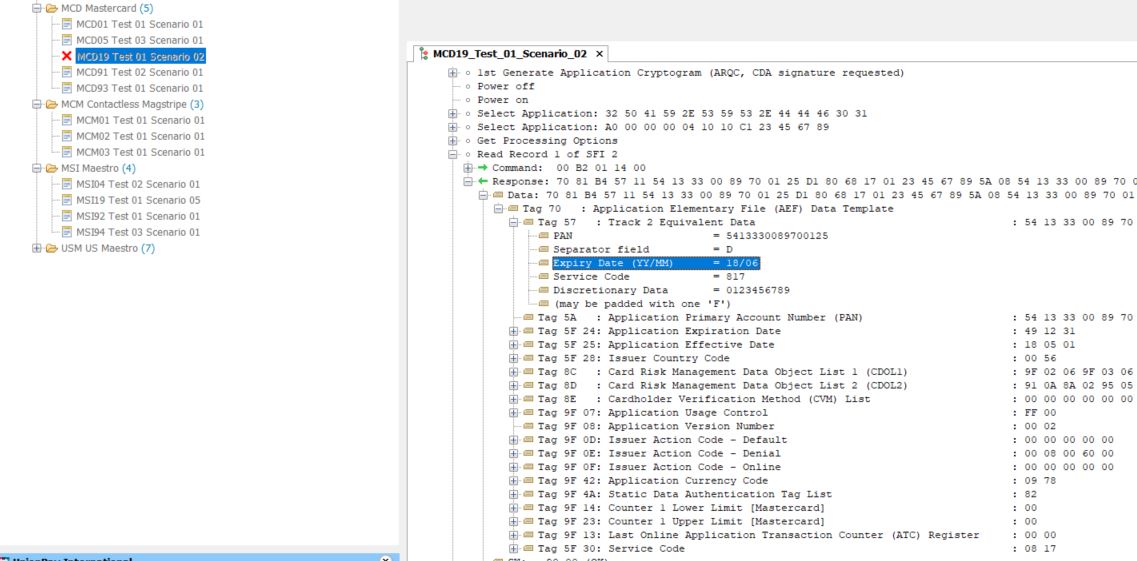 MCD Mastercard (5)
MCD01 Test 01 Scenario 01
MCD05 Test 03 Scenario 01
MCD19 Test 01 Scenario 02
MCD91 Test 02 Scenario 01
MCD93 Test 01 Scenario 01
MCM Contactless Magstripe (3)
MCM01 Test 01 Scenario 01
MCM02 Test 01 Scenario 01
MCM03 Test 01 Scenario 01
MSI Maestro (4)
MSI04 Test 02 Scenario 01
MSI19 Test 01 Scenario 05
MSI92 Test 01 Scenario 01
MSI94 Test 03 Scenario 01
USM US Maestro (7)
UnionPay International
MCD19_Test_01_Scenario_02
1st Generate Application Cryptogram (ARQC, CDA signature requested)
Power off
Power on
Select Application: 32 50 41 59 2E 53 59 53 2E 44 44 46 30 31
Select Application: A0 00 00 00 04 10 10 C1 23 45 67 89
Get Processing Options
Read Record 1 of SFI 2
Command: 00 B2 01 14 00
Response: 70 81 B4 57 11 54 13 33 00 89 70 01 25 D1 80 68 17 01 23 45 67 89 5A 08 54 13 33 00 89 70
Data: 70 81 B4 57 11 54 13 33 00 89 70 01 25 D1 80 68 17 01 23 45 67 89 5A 08 54 13 33 00 89 70 01
Tag 70 : Application Elementary File (AEF) Data Template
Tag 57 : Track 2 Equivalent Data : 54 13 33 00 89 70
PAN = 5413330089700125
Separator field = D
Expiry Date (YY/MM) = 18/06
Service Code = 817
Discretionary Data = 0123456789
(may be padded with one 'F')
Tag 5A : Application Primary Account Number (PAN) : 54 13 33 00 89 70
Tag 5F 24: Application Expiration Date : 49 12 31
Tag 5F 25: Application Effective Date : 18 05 01
Tag 5F 28: Issuer Country Code : 00 56
Tag 8C : Card Risk Management Data Object List 1 (CDOL1) : 9F 02 06 9F 03 06
Tag 8D : Card Risk Management Data Object List 2 (CDOL2) : 91 0A 8A 02 95 05
Tag 8E : Cardholder Verification Method (CVM) List : 00 00 00 00 00 00
Tag 9F 07: Application Usage Control : FF 00
Tag 9F 08: Application Version Number : 00 02
Tag 9F 0D: Issuer Action Code - Default : 00 00 00 00 00
Tag 9F 0E: Issuer Action Code - Denial : 00 08 00 60 00
Tag 9F 0F: Issuer Action Code - Online : 00 00 00 00 00
Tag 9F 42: Application Currency Code : 09 78
Tag 9F 4A: Static Data Authentication Tag List : 82
Tag 9F 14: Counter 1 Lower Limit [Mastercard] : 00
Tag 9F 23: Counter 1 Upper Limit [Mastercard] : 00
Tag 9F 13: Last Online Application Transaction Counter (ATC) Register : 00 00
Tag 5F 30: Service Code : 08 17